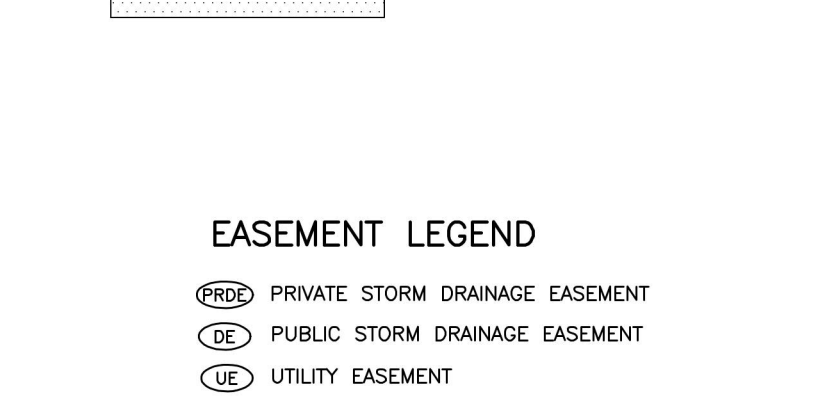 EASEMENT LEGEND
PRDE PRIVATE STORM DRAINAGE EASEMENT
DE PUBLIC STORM DRAINAGE EASEMENT
UE UTILITY EASEMENT